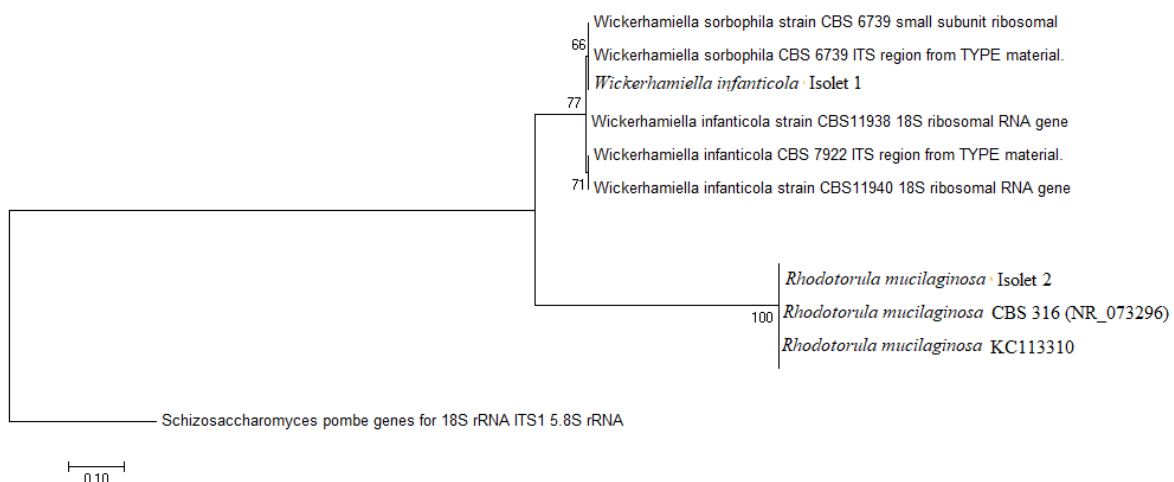 Wickerhamiella sorbophila strain CBS 6739 small subunit ribosomal
66
Wickerhamiella sorbophila CBS 6739 ITS region from TYPE material.
Wickerhamiella infanticola Isolet 1
77
Wickerhamiella infanticola strain CBS11938 18S ribosomal RNA gene
Wickerhamiella infanticola CBS 7922 ITS region from TYPE material.
71
Wickerhamiella infanticola strain CBS11940 18S ribosomal RNA gene
Rhodotorula mucilaginosa Isolet 2
Rhodotorula mucilaginosa CBS 316 (NR_073296)
100
Rhodotorula mucilaginosa KC113310
Schizosaccharomyces pombe genes for 18S rRNA ITS1 5.8S rRNA
0.10